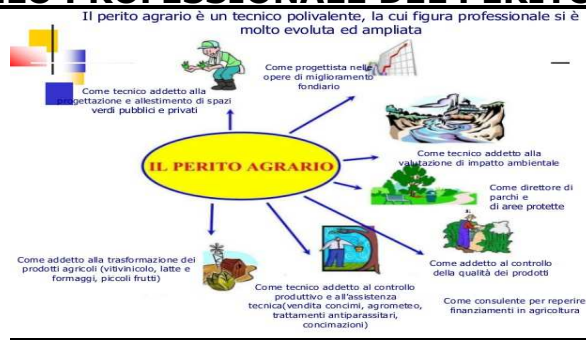 Il perito agrario è un tecnico polivalente, la cui figura professionale si è
molto evoluta ed ampliata
Come progettista nelle
opere di miglioramento
fondiario
Come tecnico addetto alla
progettazione e allestimento di spazi
verdi pubblici e privati
IL PERITO AGRARIO
Come tecnico addetto alla
valutazione di impatto ambientale
Come direttore di
parchi e
di aree protette
Come addetto al controllo
della qualità dei prodotti
Come addetto alla trasformazione dei
prodotti agricoli (vitivinicolo, latte e
formaggi, piccoli frutti)
Come tecnico addetto al controllo
produttivo e all'assistenza
tecnica(vendita concimi, agrometeo,
trattamenti antiparassitari,
concimazioni)
Come consulente per reperire
finanziamenti in agricoltura